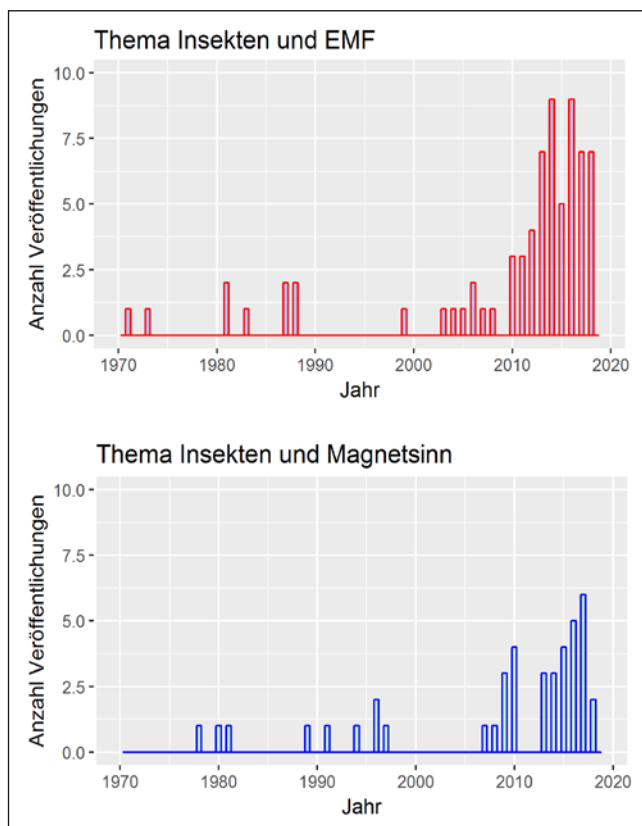 Thema Insekten und EMF
Anzahl Veröffentlichungen
10.0
7.5
5.0
2.5
0.0
1970 1980 1990 2000 2010 2020
Jahr
Thema Insekten und Magnetsinn
Anzahl Veröffentlichungen
10.0
7.5
5.0
2.5
0.0
1970 1980 1990 2000 2010 2020
Jahr